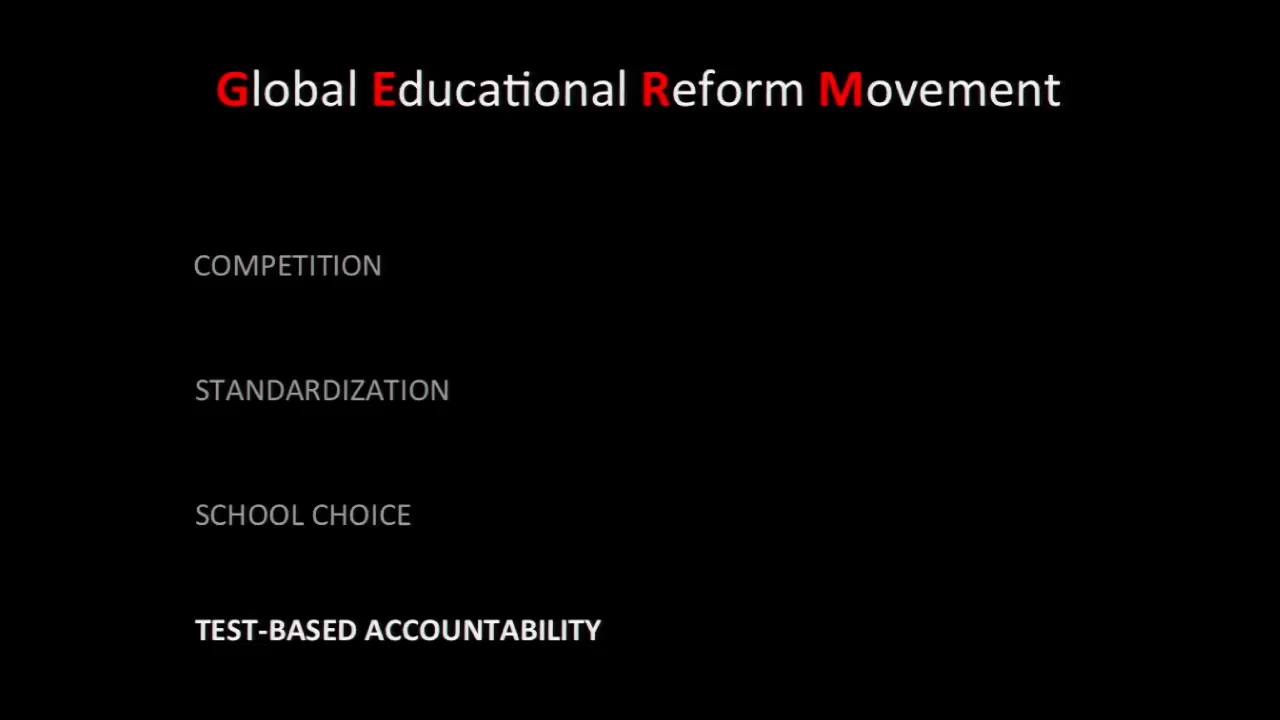 Global Educational Reform Movement
COMPETITION
STANDARDIZATION
SCHOOL CHOICE
TEST-BASED ACCOUNTABILITY